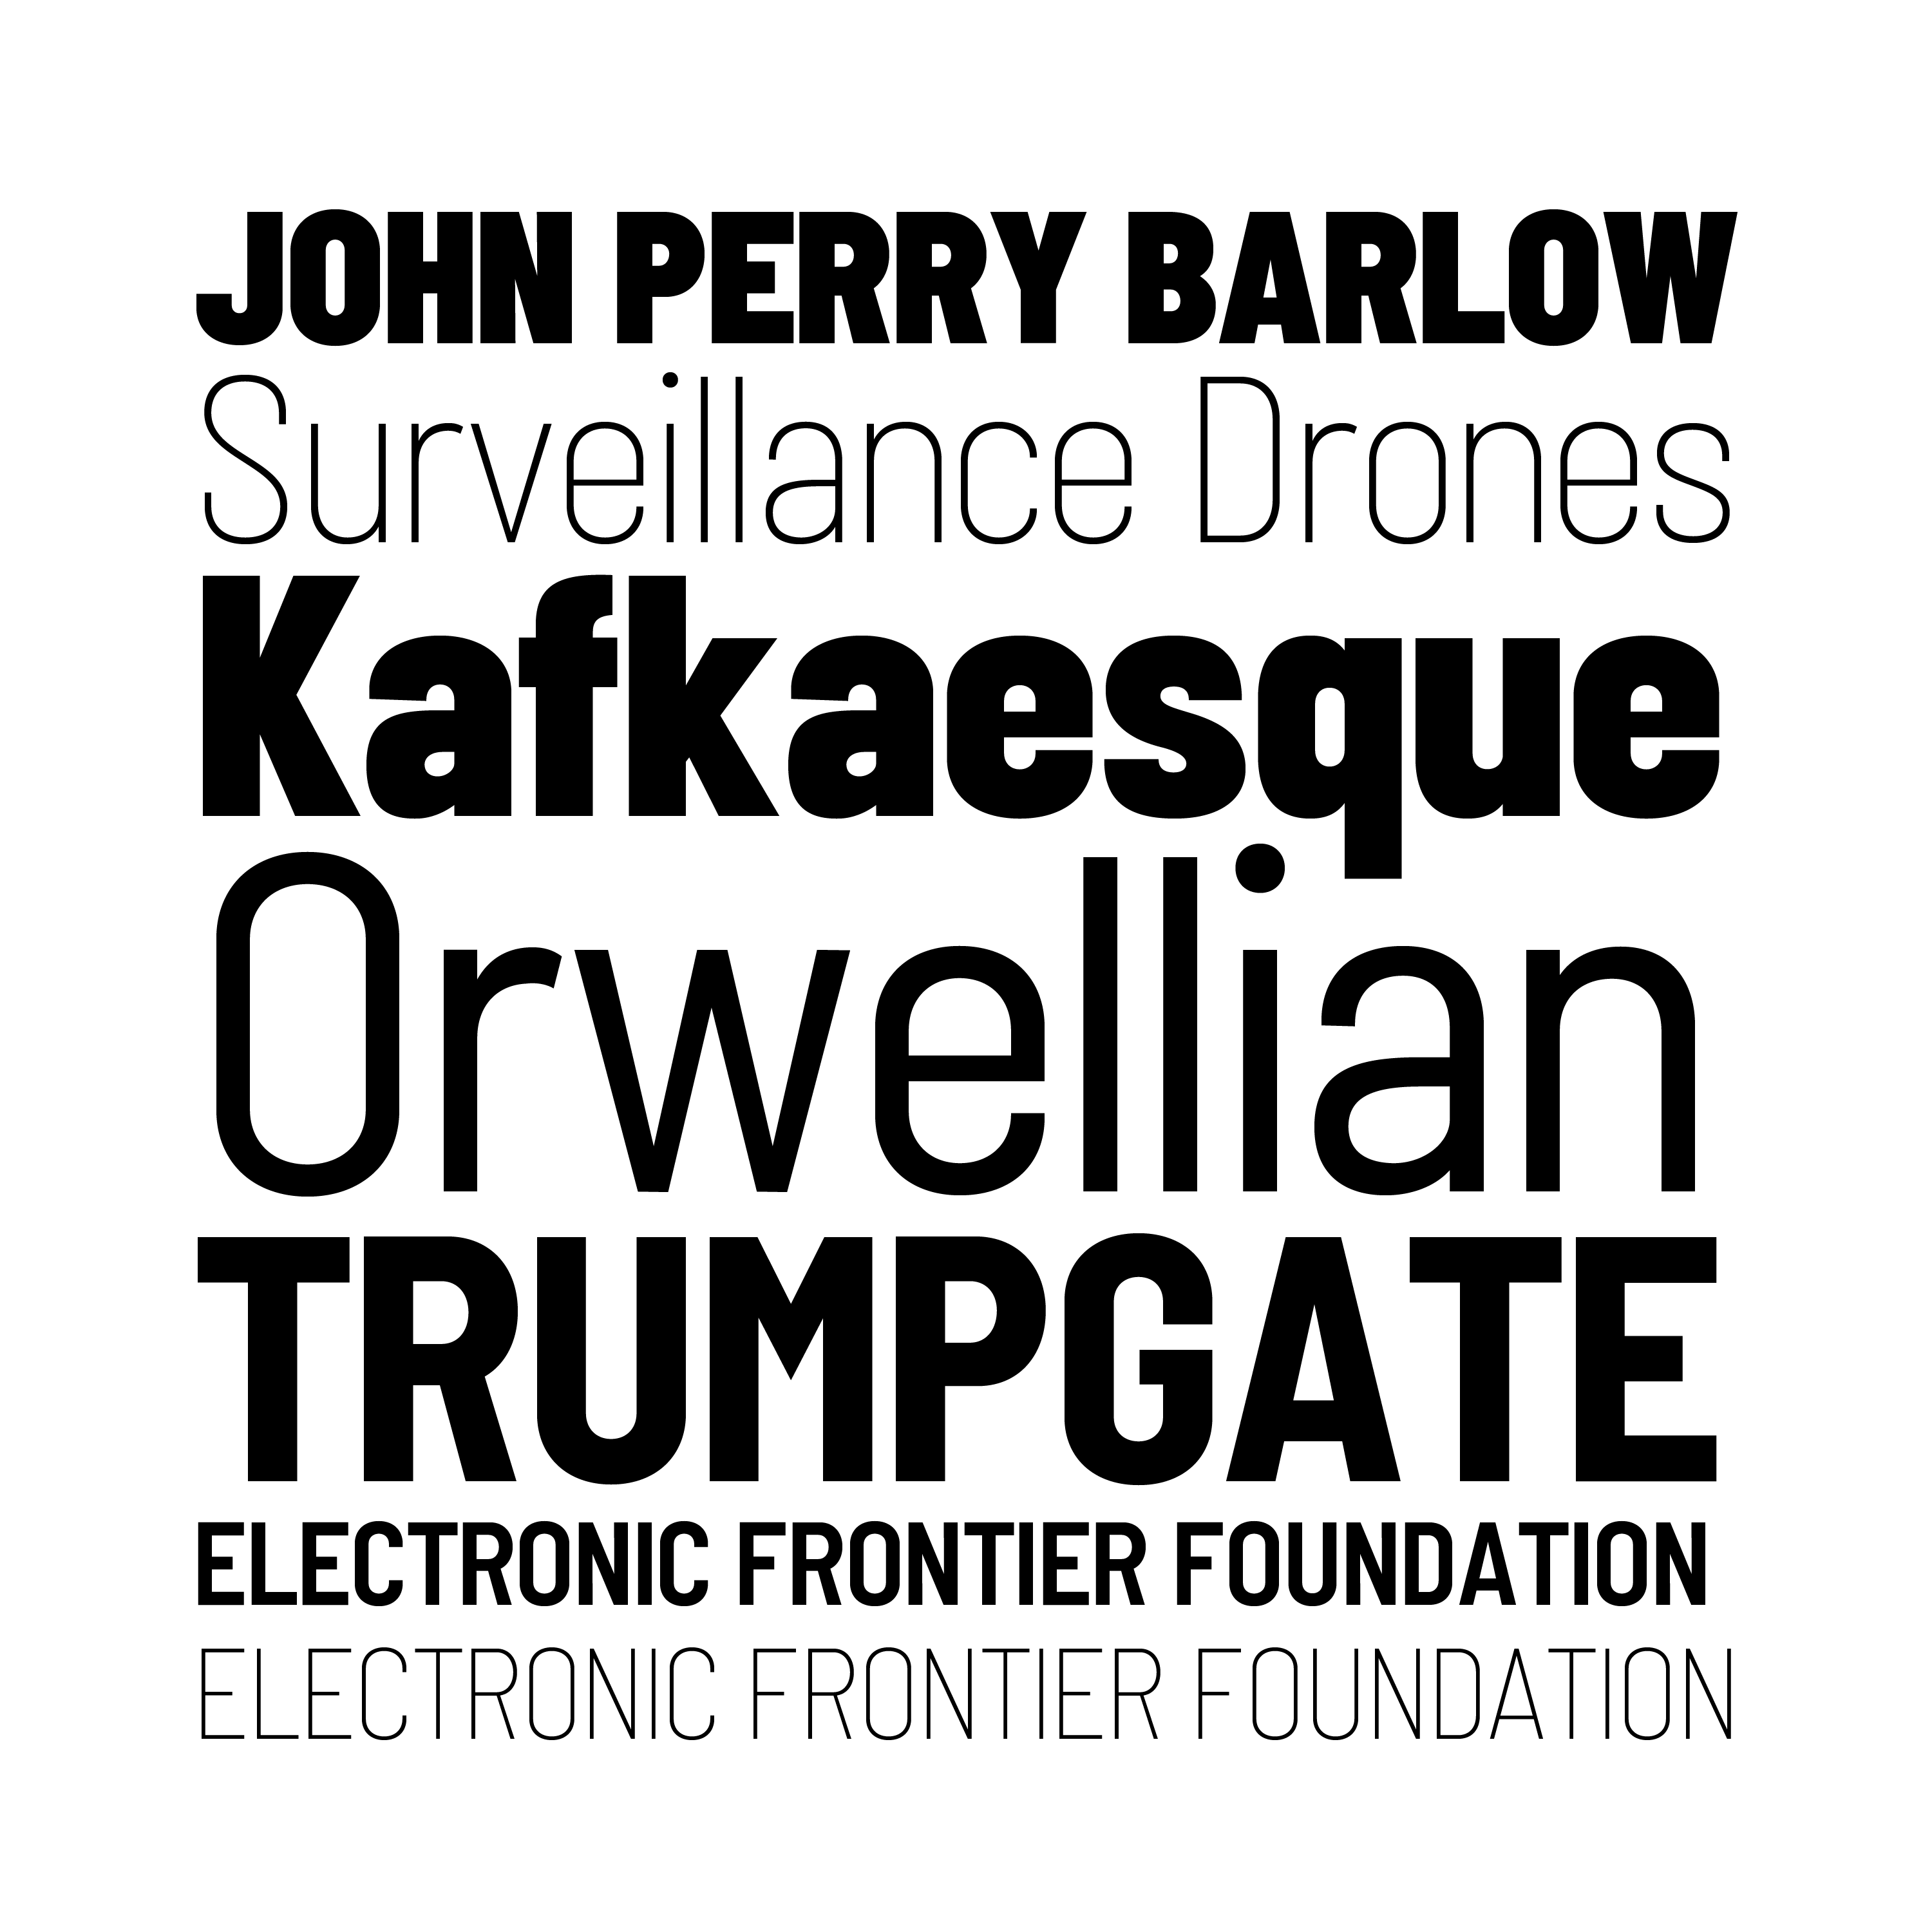 JOHN PERRY BARLOW
Surveillance Drones
Kafkaesque
Orwellian
TRUMPGATE
ELECTRONIC FRONTIER FOUNDATION
ELECTRONIC FRONTIER FOUNDATION